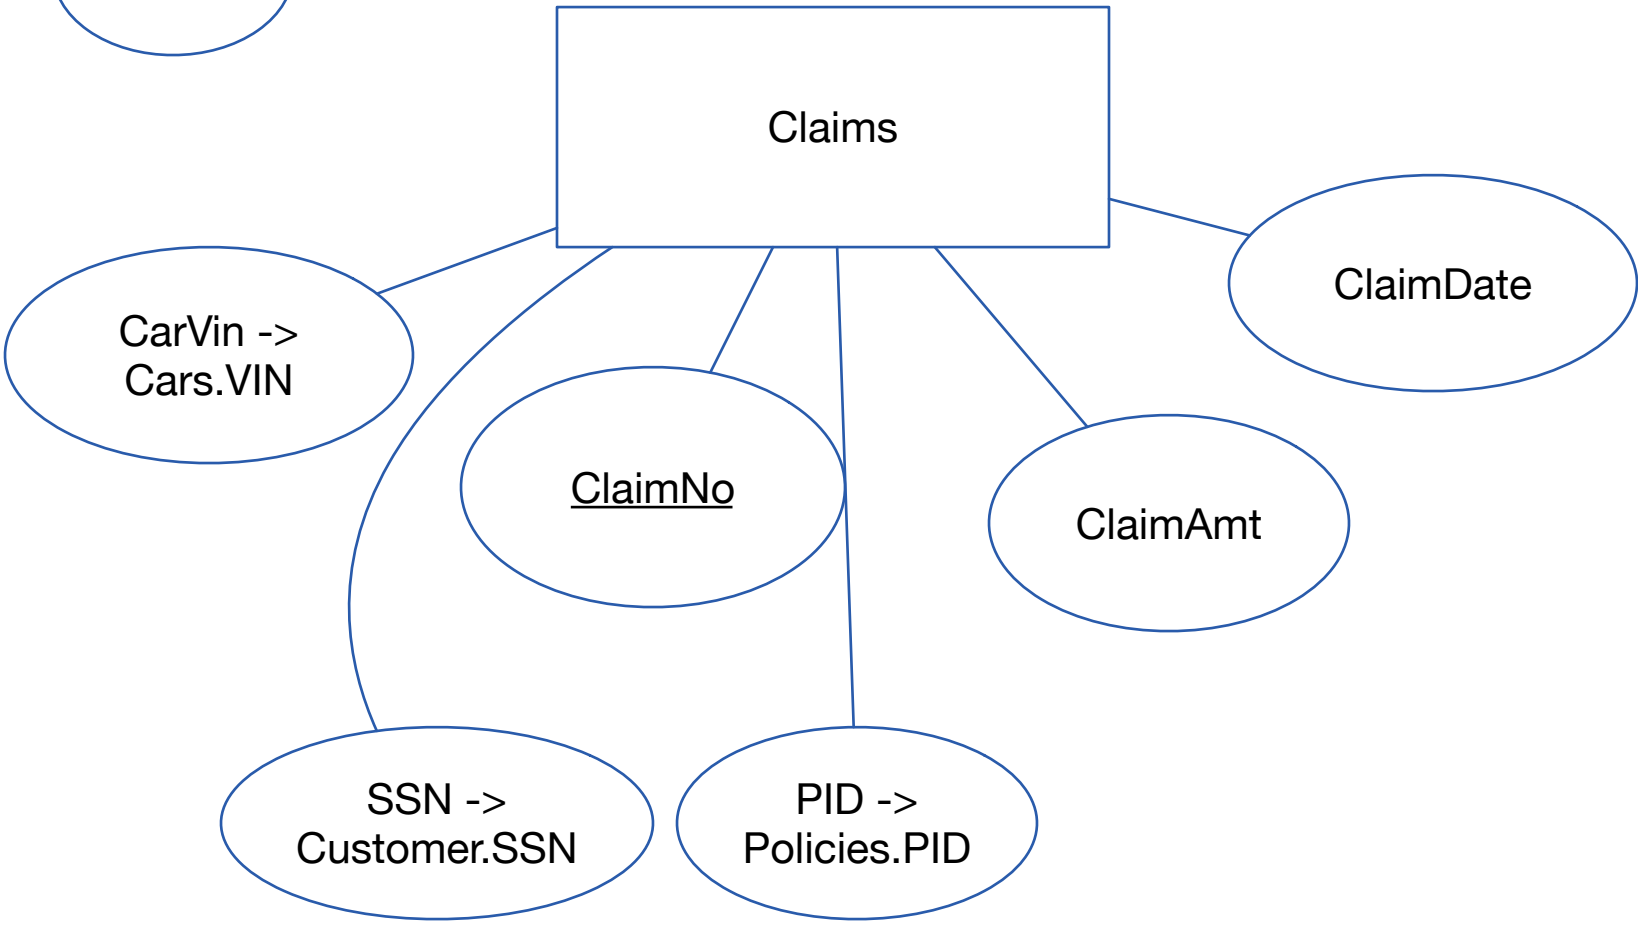 Claims
ClaimDate
CarVin ->
Cars.VIN
ClaimNo
ClaimAmt
SSN ->
Customer.SSN
PID ->
Policies.PID